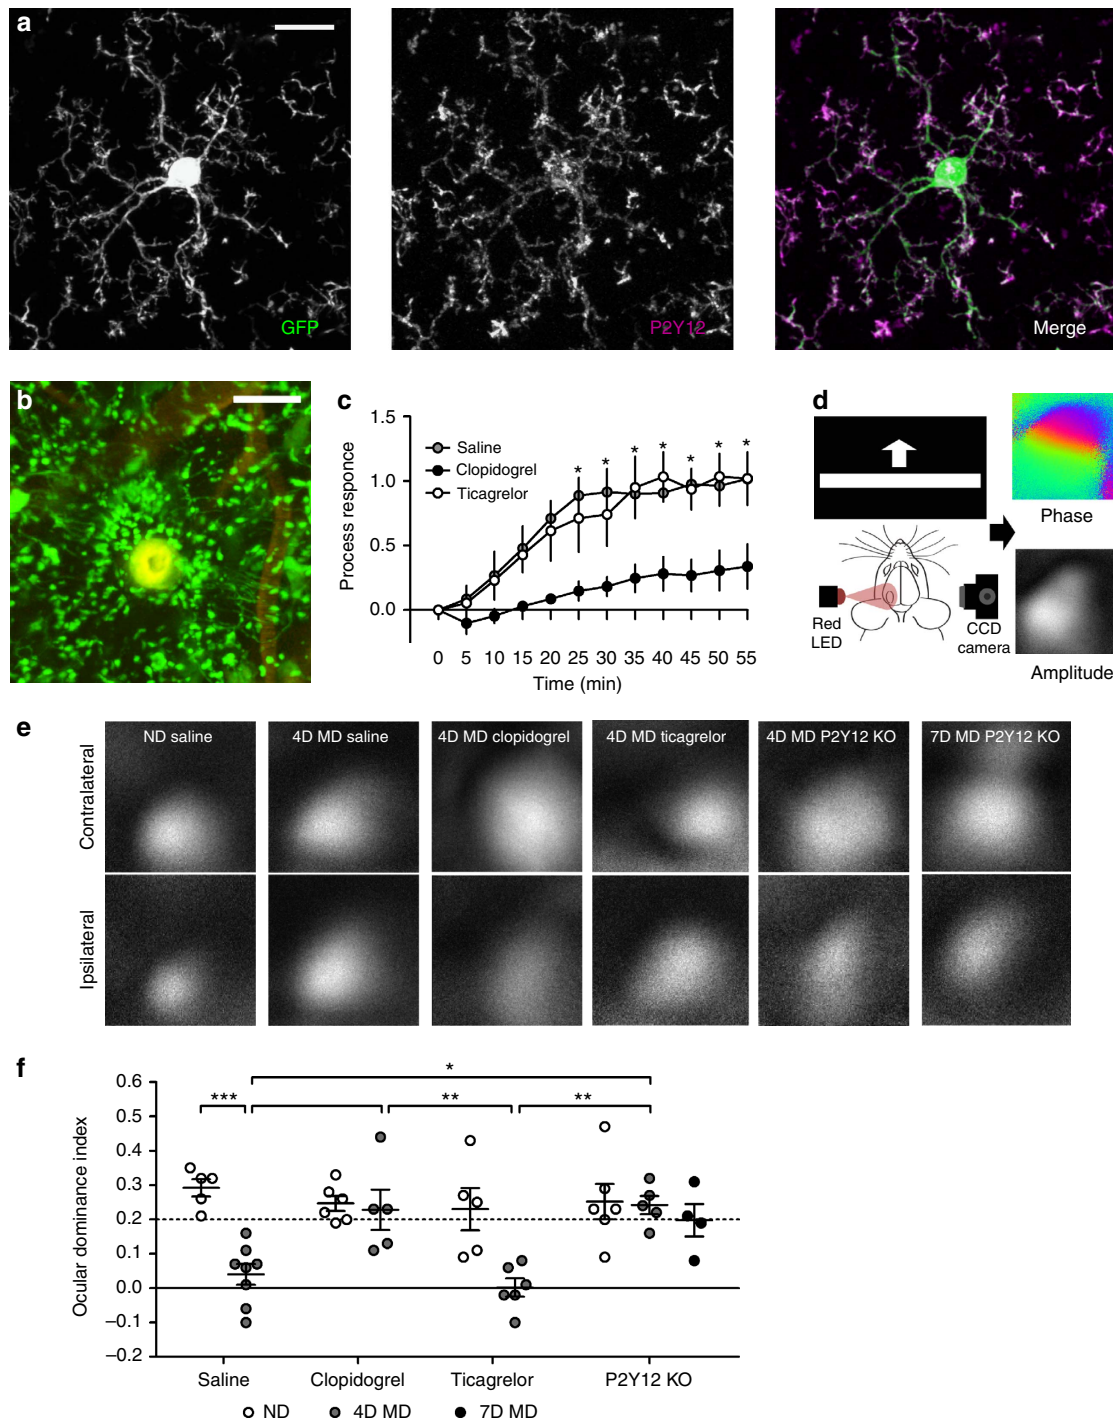 a
GFP
P2Y12
Merge
b
c
1.5
1.0
0.5
0.0
Process responce
Saline
Clopidogrel
Ticagrelor
* * * * * * *
0 5 10 15 20 25 30 35 40 45 50 55
Time (min)
d
Phase
Red
LED
CCD
camera
Amplitude
e
ND saline
4D MD saline
4D MD clopidogrel
4D MD ticagrelor
4D MD P2Y12 KO
7D MD P2Y12 KO
Contralateral
Ipsilateral
f
Ocular dominance index
0.6
0.5
0.4
0.3
0.2
0.1
0.0
–0.1
–0.2
*
*** ** **
Saline Clopidogrel Ticagrelor P2Y12 KO
ND 4D MD 7D MD